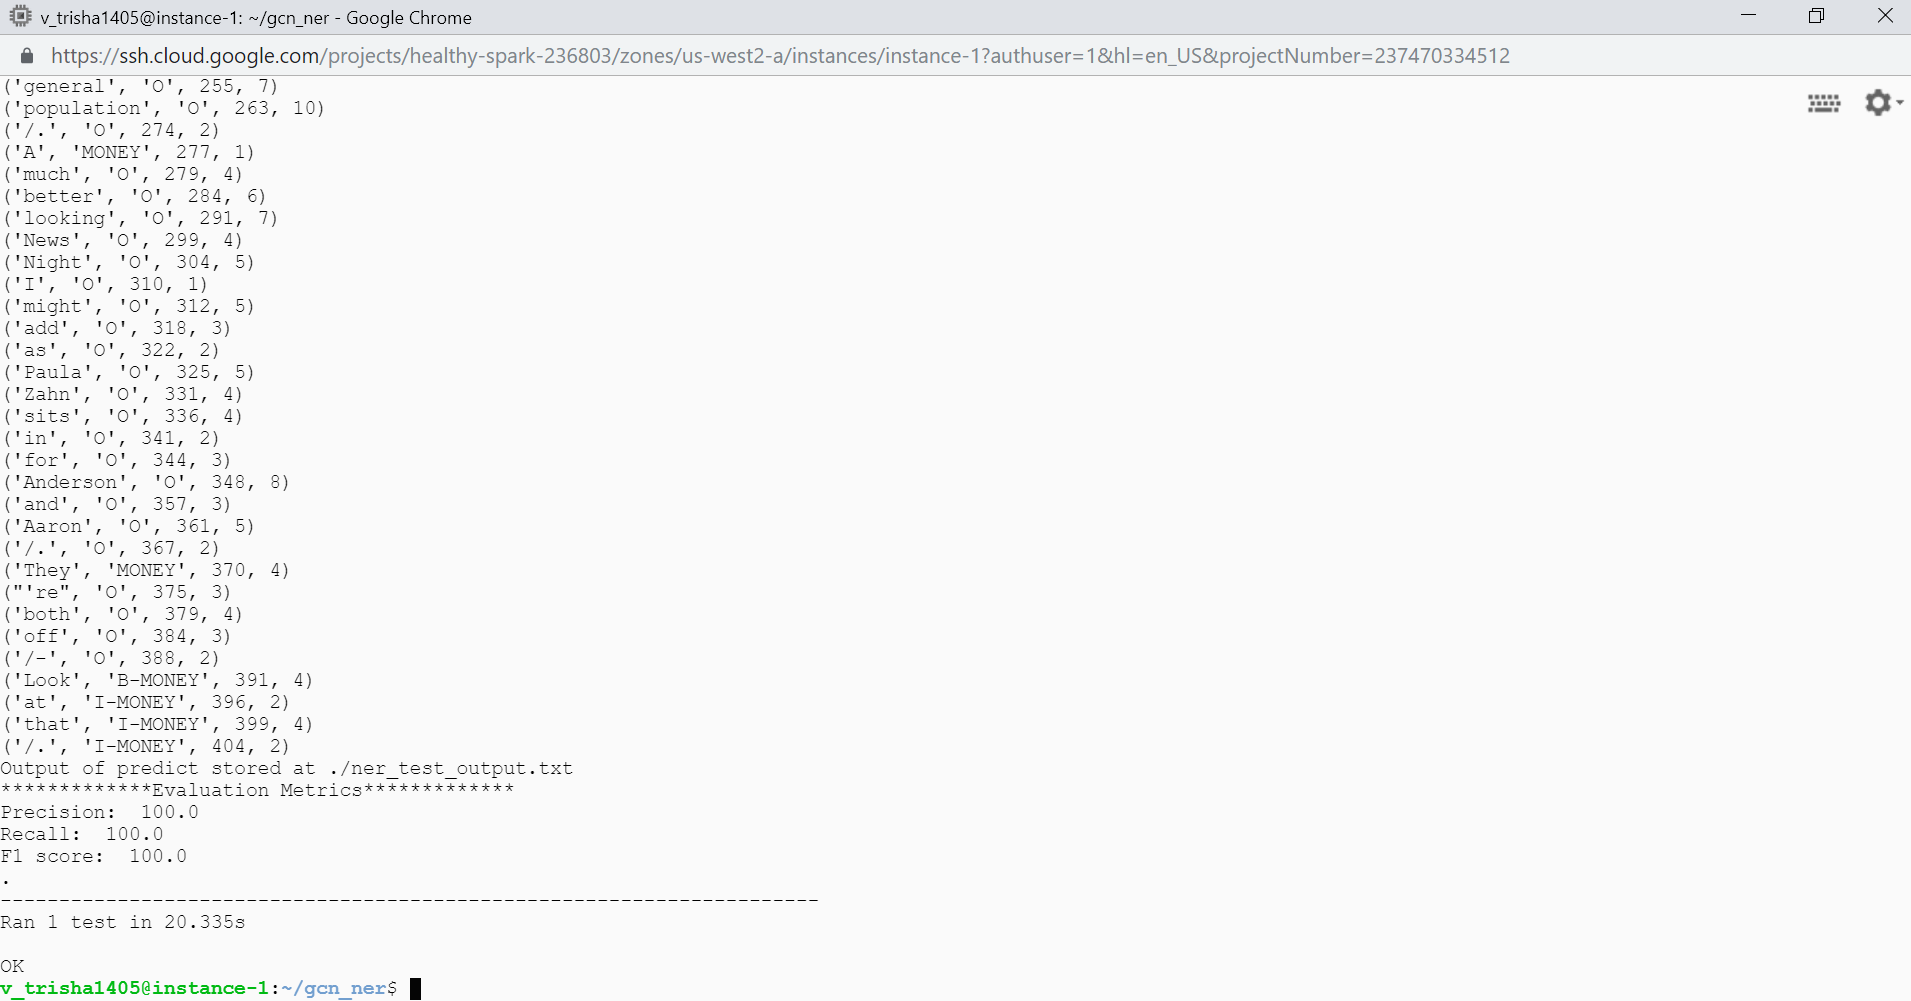 v_trisha1405@instance-1: ~/gcn_ner - Google Chrome
https://ssh.cloud.google.com/projects/healthy-spark-236803/zones/us-west2-a/instances/instance-1?authuser=1&hl=en_US&projectNumber=237470334512
('general', 'O', 255, 7)
('population', 'O', 263, 10)
('/.', 'O', 274, 2)
('A', 'MONEY', 277, 1)
('much', 'O', 279, 4)
('better', 'O', 284, 6)
('looking', 'O', 291, 7)
('News', 'O', 299, 4)
('Night', 'O', 304, 5)
('I', 'O', 310, 1)
('might', 'O', 312, 5)
('add', 'O', 318, 3)
('as', 'O', 322, 2)
('Paula', 'O', 325, 5)
('Zahn', 'O', 331, 4)
('sits', 'O', 336, 4)
('in', 'O', 341, 2)
('for', 'O', 344, 3)
('Anderson', 'O', 348, 8)
('and', 'O', 357, 3)
('Aaron', 'O', 361, 5)
('/.', 'O', 367, 2)
('They', 'MONEY', 370, 4)
("'re", 'O', 375, 3)
('both', 'O', 379, 4)
('off', 'O', 384, 3)
('/-', 'O', 388, 2)
('Look', 'B-MONEY', 391, 4)
('at', 'I-MONEY', 396, 2)
('that', 'I-MONEY', 399, 4)
('/.', 'I-MONEY', 404, 2)
Output of predict stored at ./ner_test_output.txt
*************Evaluation Metrics*************
Precision:  100.0
Recall:  100.0
F1 score:  100.0
.
----------------------------------------------------------------------
Ran 1 test in 20.335s
OK
v_trisha1405@instance-1:~/gcn_ner$